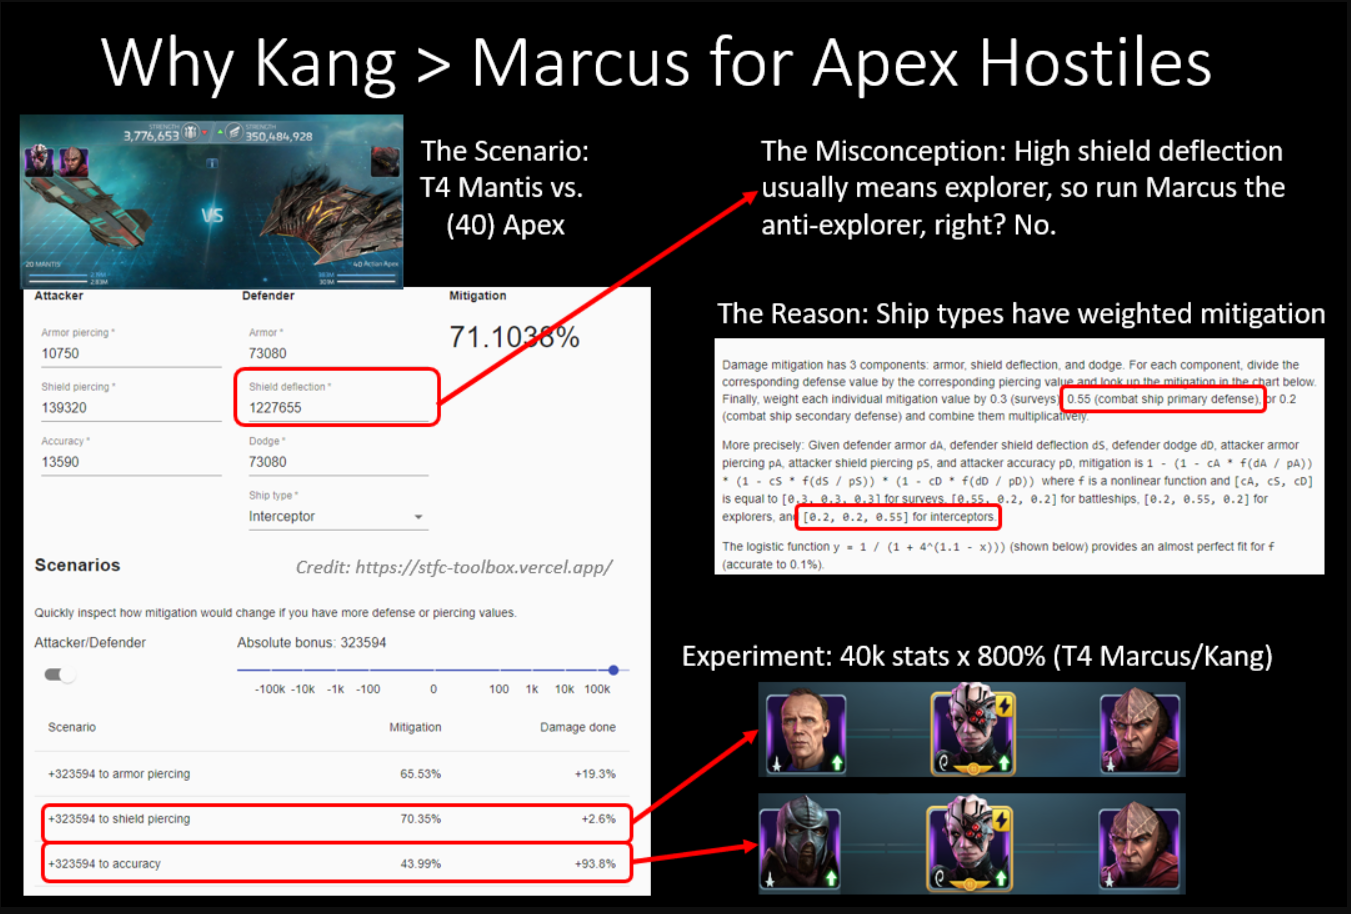 Why Kang > Marcus for Apex Hostiles
STRENGTH
3,776,653
STRENGTH
350,484,928
VS
20 MANTIS
2.83M
40 Action Apex
301M
The Scenario:
T4 Mantis vs.
(40) Apex
The Misconception: High shield deflection
usually means explorer, so run Marcus the
anti-explorer, right? No.
Attacker
Defender
Mitigation
Armor piercing *
10750
Armor *
73080
71.1038%
Shield piercing *
139320
Shield deflection *
1227655
Accuracy *
13590
Dodge *
73080
Ship type *
Interceptor
The Reason: Ship types have weighted mitigation
Damage mitigation has 3 components: armor, shield deflection, and dodge. For each component, divide the
corresponding defense value by the corresponding piercing value and look up the mitigation in the chart below.
Finally, weight each individual mitigation value by 0.3 (surveys), 0.55 (combat ship primary defense), or 0.2
(combat ship secondary defense) and combine them multiplicatively.
More precisely: Given defender armor dA, defender shield deflection dS, defender dodge dD, attacker armor
piercing pA, attacker shield piercing pS, and attacker accuracy pD, mitigation is 1 - (1 - cA * f(dA / pA))
* (1 - cS * f(dS / pS)) * (1 - cD * f(dD / pD)) where f is a nonlinear function and [cA, cS, cD]
is equal to [0.3, 0.3, 0.3] for surveys, [0.55, 0.2, 0.2] for battleships, [0.2, 0.55, 0.2] for
explorers, and [0.2, 0.2, 0.55] for interceptors.
The logistic function y = 1 / (1 + 4^(1.1 - x))) (shown below) provides an almost perfect fit for f
(accurate to 0.1%).
Scenarios
Credit: https://stfc-toolbox.vercel.app/
Quickly inspect how mitigation would change if you have more defense or piercing values.
Attacker/Defender
Absolute bonus: 323594
-100k -10k -1k -100 0 100 1k 10k 100k
Scenario Mitigation Damage done
+323594 to armor piercing 65.53% +19.3%
+323594 to shield piercing 70.35% +2.6%
+323594 to accuracy 43.99% +93.8%
Experiment: 40k stats x 800% (T4 Marcus/Kang)